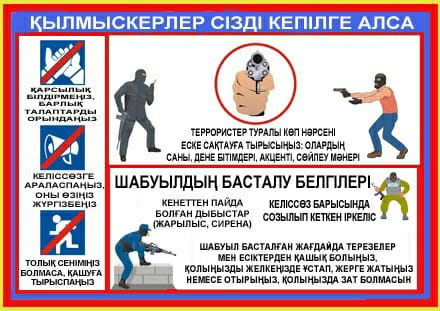 ҚЫЛМЫСКЕРЛЕР СІЗДІ КЕПІЛГЕ АЛСА
ҚАРСЫЛЫҚ
БІЛДІРМЕҢІЗ,
БАРЛЫҚ
ТАЛАПТАРДЫ
ОРЫНДАҢЫЗ
КЕЛІССӨЗГЕ
АРАЛАСПАҢЫЗ,
ОНЫ ӨЗІҢІЗ
ЖҮРГІЗБЕҢІЗ
ТОЛЫҚ СЕНІМІҢІЗ
БОЛМАСА, ҚАШУҒА
ТЫРЫСПАҢЫЗ
ТЕРРОРИСТЕР ТУРАЛЫ КӨП НӘРСЕНІ
ЕСКЕ САҚТАУҒА ТЫРЫСЫҢЫЗ: ОЛАРДЫҢ
САНЫ, ДЕНЕ БІТІМДЕРІ, АКЦЕНТІ, СӨЙЛЕУ МӘНЕРІ
ШАБУЫЛДЫҢ БАСТАЛУ БЕЛГІЛЕРІ
КЕНЕТТЕН ПАЙДА
БОЛҒАН ДЫБЫСТАР
(ЖАРЫЛЫС, СИРЕНА)
КЕЛІССӨЗ БАРЫСЫНДА
СОЗЫЛЫП КЕТКЕН ІРКЕЛІС
ШАБУЫЛ БАСТАЛҒАН ЖАҒДАЙДА ТЕРЕЗЕЛЕР
МЕН ЕСІКТЕРДЕН ҚАШЫҚ БОЛЫҢЫЗ,
ҚОЛЫҢЫЗДЫ ЖЕЛКЕҢІЗДЕ ҰСТАП, ЖЕРГЕ ЖАТЫҢЫЗ
НЕМЕСЕ ОТЫРЫҢЫЗ, ҚОЛЫҢЫЗДА ЗАТ БОЛМАСЫН